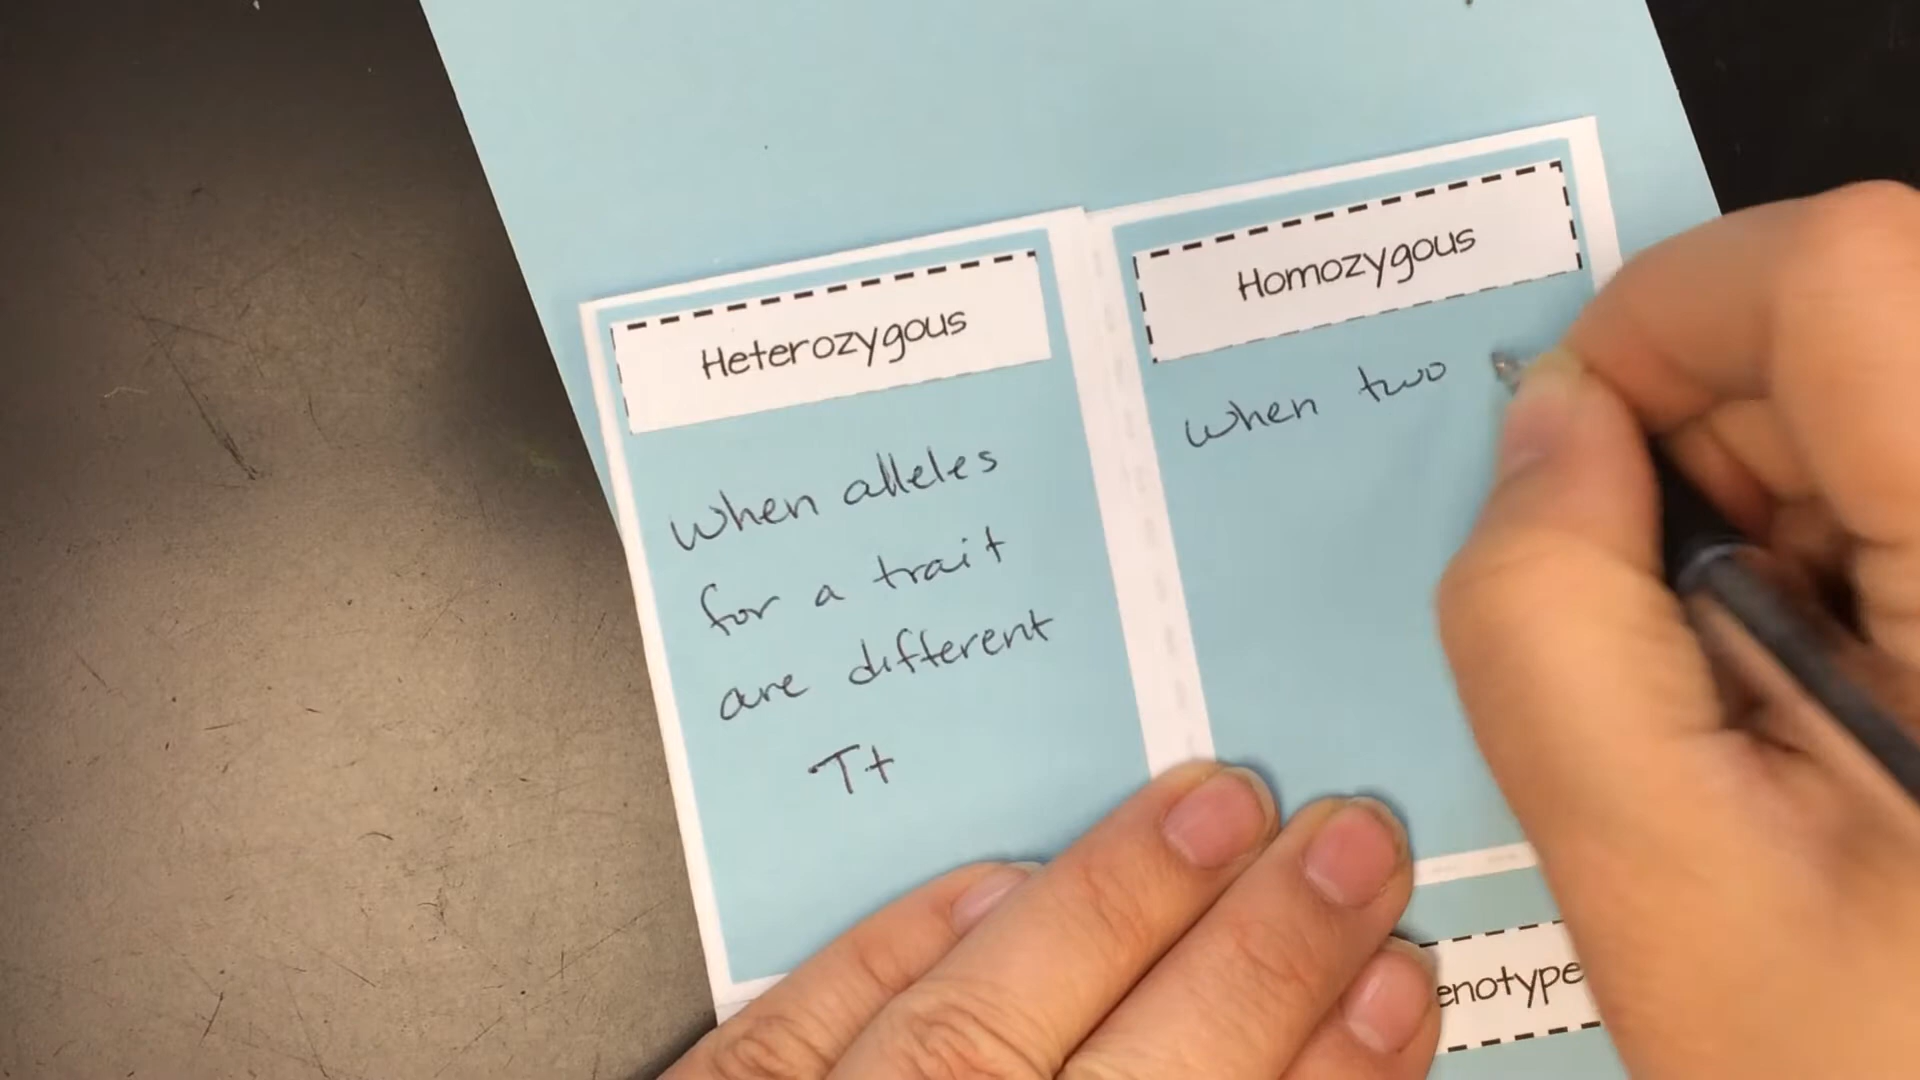 Heterozygous
When alleles
for a trait
are different
Tt
Homozygous
When two
enotype